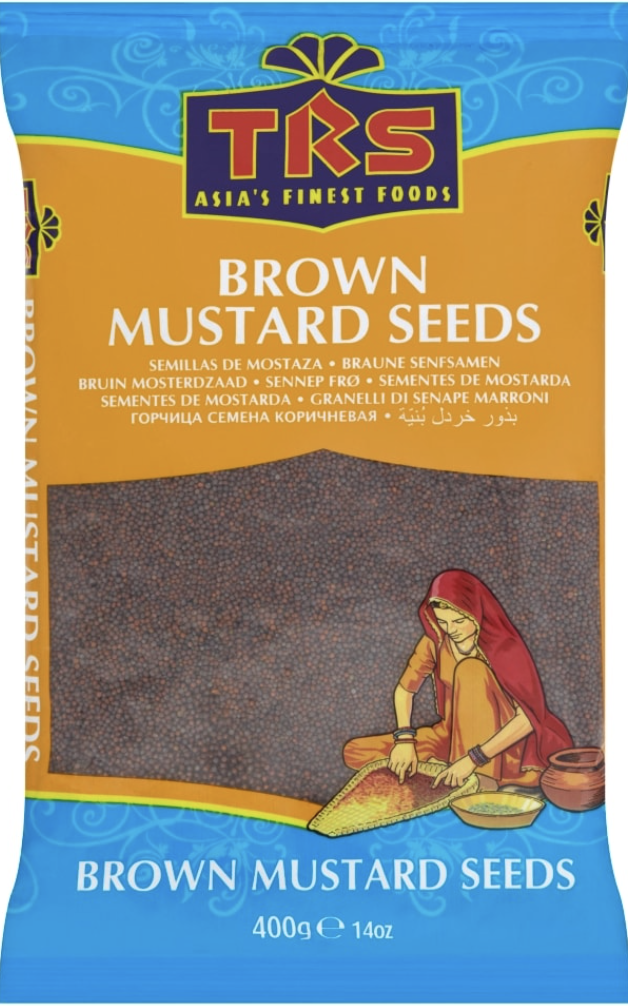 TRS
ASIA'S FINEST FOODS
BROWN
MUSTARD SEEDS
SEMILLAS DE MOSTAZA • BRAUNE SENFSAMEN
BRUIN MOSTERDZAAD • SENNEP FRØ • SEMENTES DE MOSTARDA
SEMENTES DE MOSTARDA • GRANELLI DI SENAPE MARRONI
ГОРЧИЦА СЕМЕНА КОРИЧНЕВАЯ • بذور خردل بُنيّة
BROWN MUSTARD SEEDS
TRS
BROWN MUSTARD SEEDS
400g ℮ 14oz